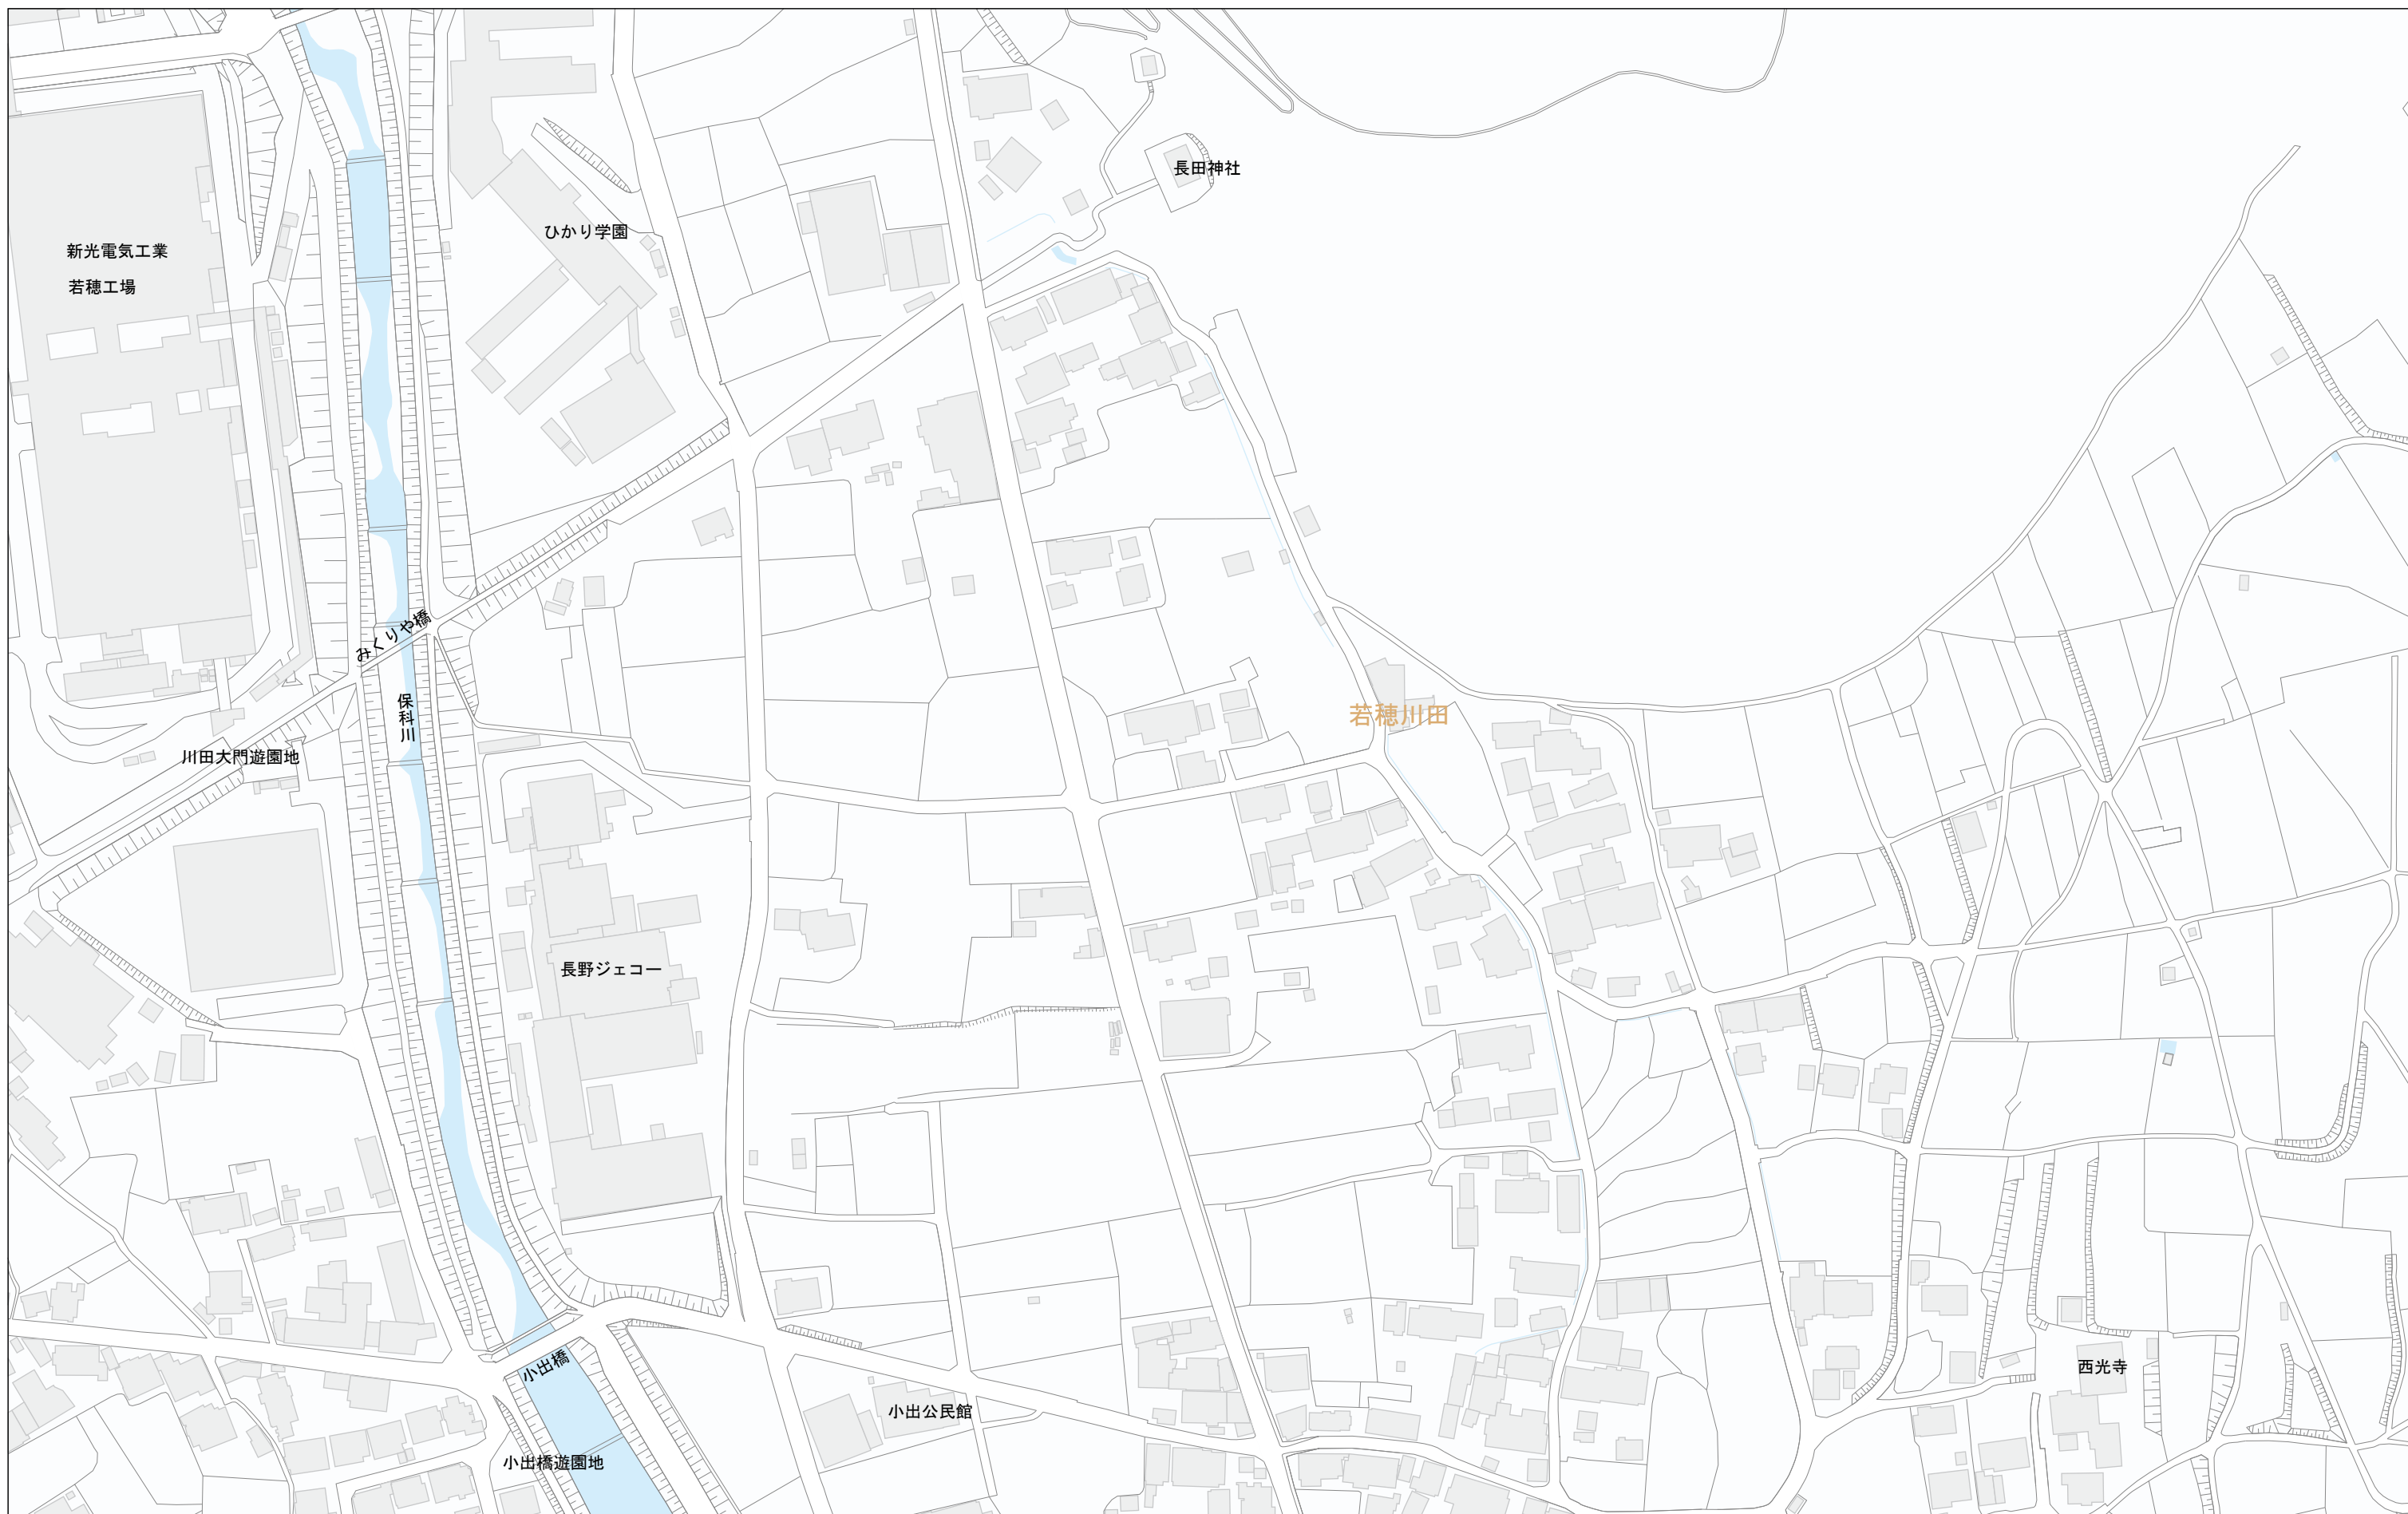 長田神社
ひかり学園
新光電気工業
若穂工場
みくりや橋
保科川
若穂川田
川田大門遊園地
長野ジェコー
小出橋
西光寺
小出公民館
小出橋遊園地